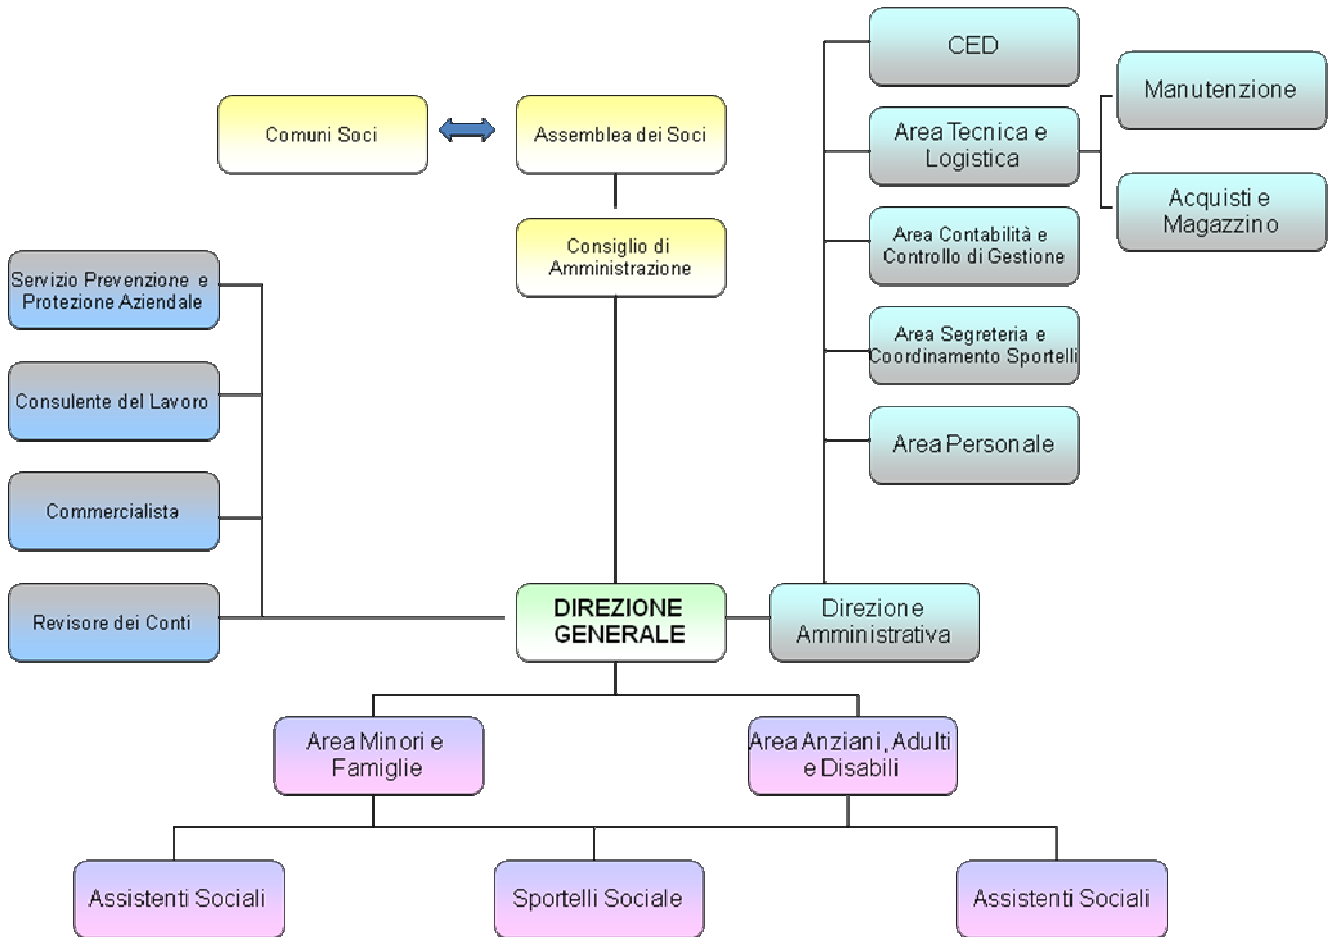 CED
Manutenzione
Comuni Soci
Assemblea dei Soci
Area Tecnica e
Logistica
Acquisti e
Magazzino
Consiglio di
Amministrazione
Area Contabilità e
Controllo di Gestione
Servizio Prevenzione e
Protezione Aziendale
Area Segreteria e
Coordinamento Sportelli
Consulente del Lavoro
Area Personale
Commercialista
Revisore dei Conti
DIREZIONE
GENERALE
Direzione
Amministrativa
Area Minori e
Famiglie
Area Anziani, Adulti
e Disabili
Assistenti Sociali
Sportelli Sociale
Assistenti Sociali